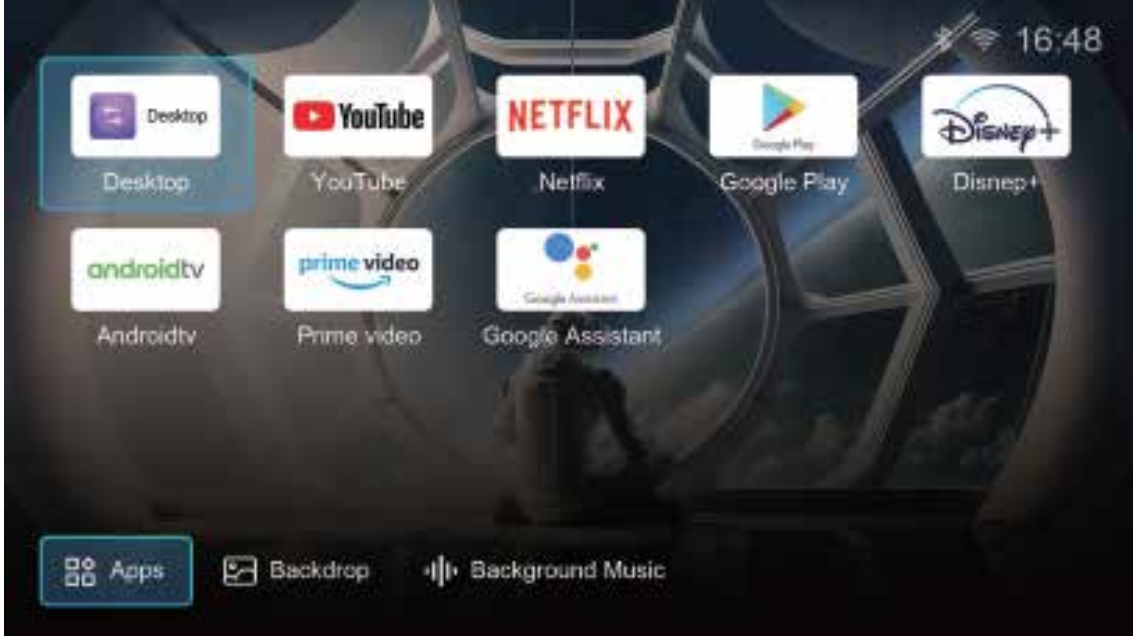 16:48
Desktop
YouTube
NETFLIX
Google Play
Disney+
Desktop
YouTube
Netflix
Google Play
Disnep+
androidtv
prime video
Google Assistant
Androidtv
Prime video
Google Assistant
Apps
Backdrop
Background Music